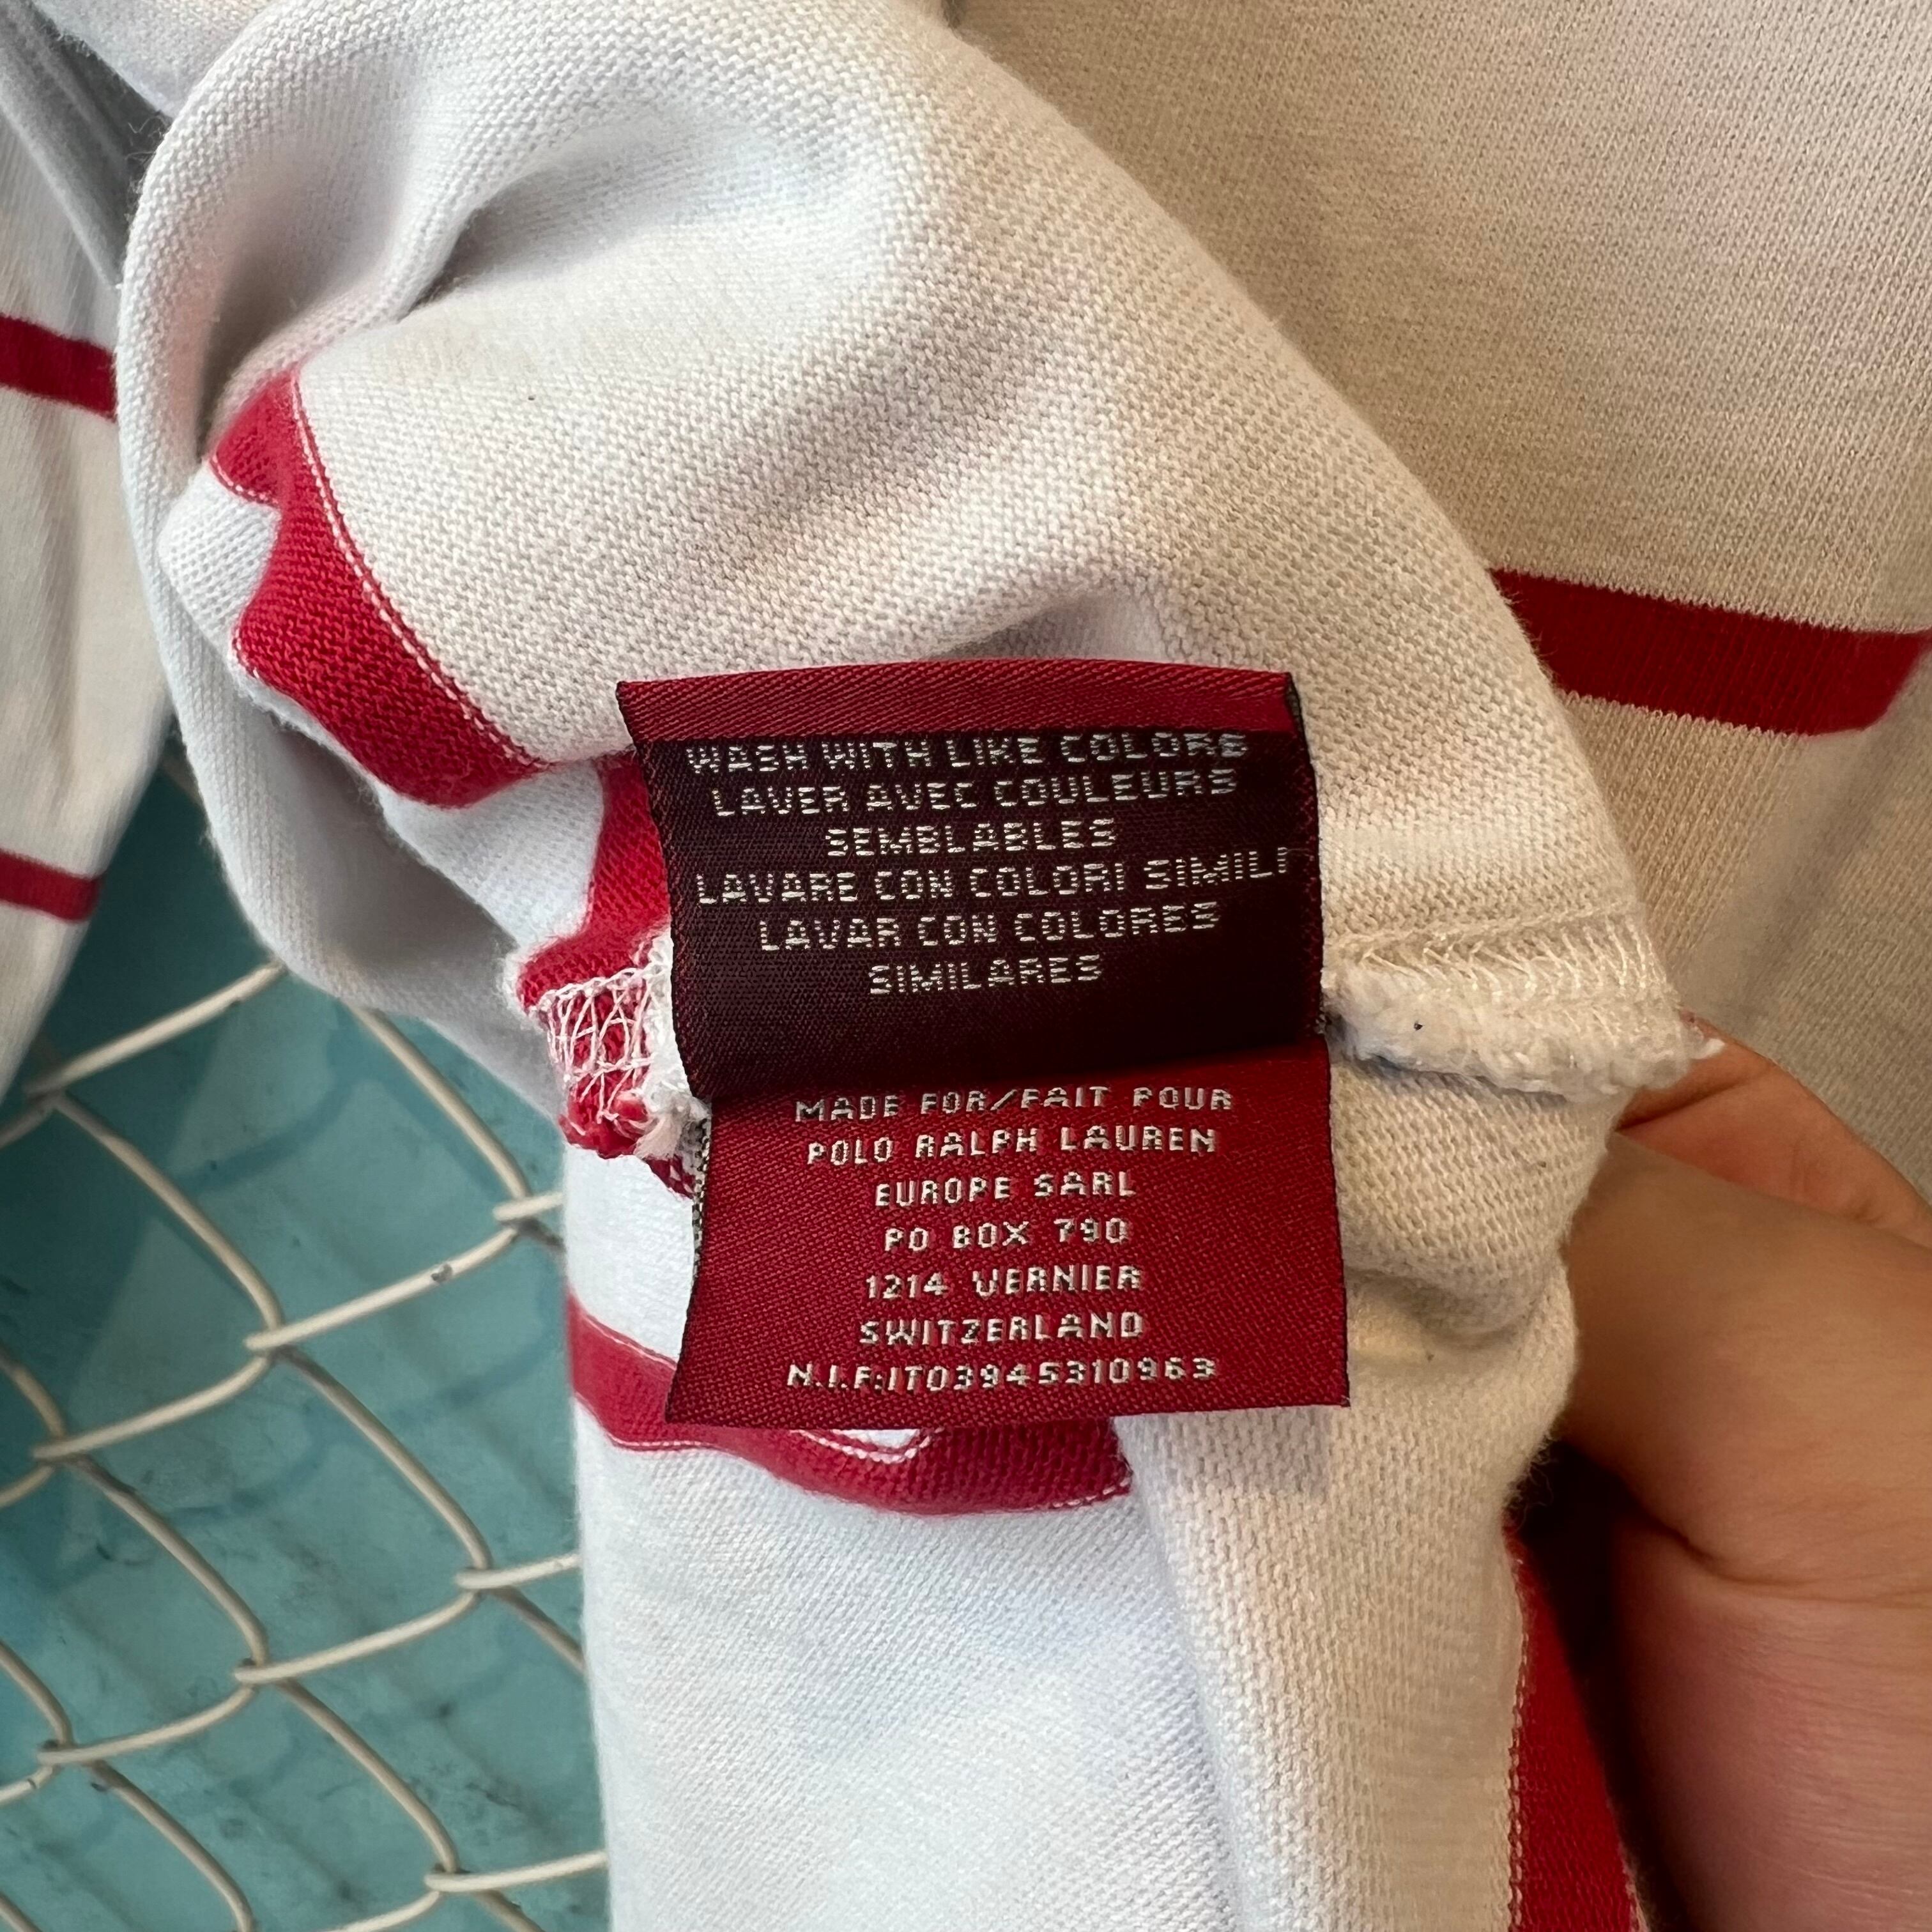 WASH WITH LIKE COLORS
LAVER AVEC COULEURS
SEMBLABLES
LAVARE CON COLORI SIMILI
LAVAR CON COLORES
SIMILARES
MADE FOR/FAIT POUR
POLO RALPH LAUREN
EUROPE SARL
PO BOX 790
1214 VERNIER
SWITZERLAND
N.I.F:IT03945310963